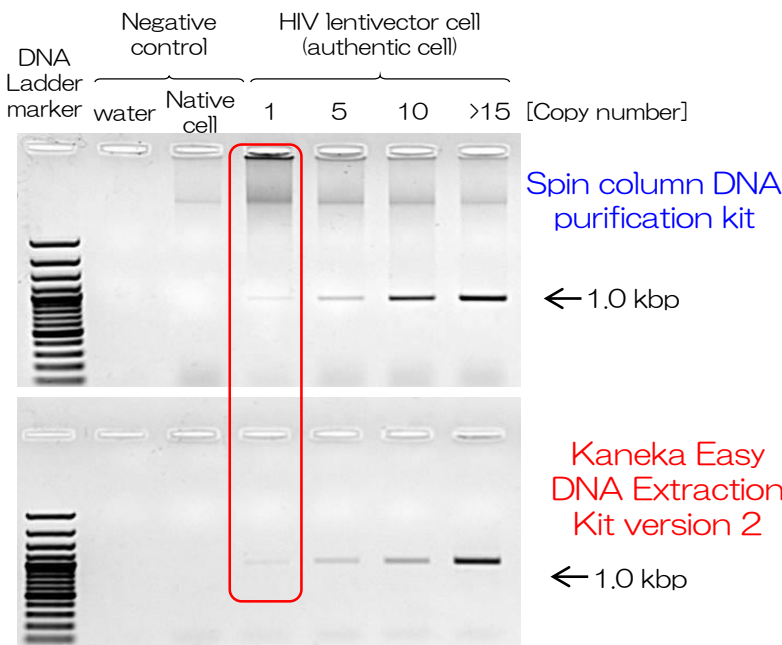 Negative
control
HIV lentivector cell
(authentic cell)
DNA
Ladder
marker
water
Native
cell
1
5
10
>15
[Copy number]
Spin column DNA
purification kit
←1.0 kbp
Kaneka Easy
DNA Extraction
Kit version 2
←1.0 kbp